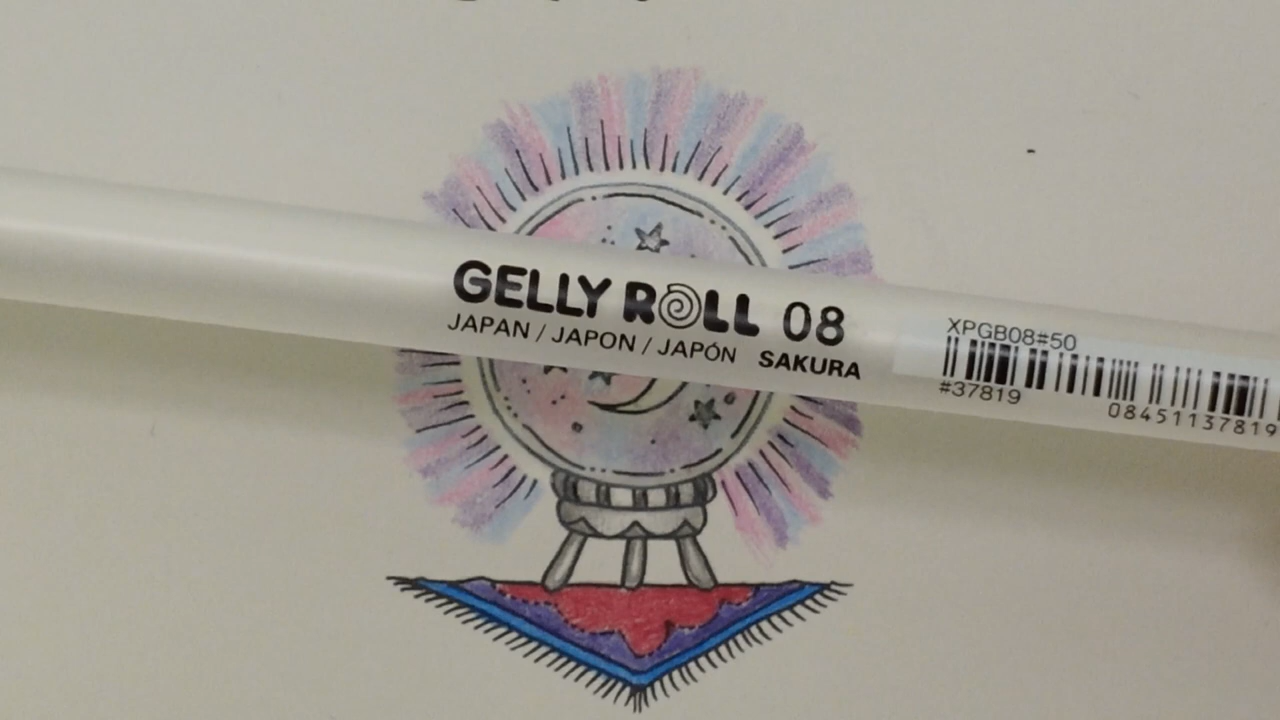 GELLY ROLL 08
JAPAN / JAPON / JAPÓN SAKURA
XPGB08#50
#37819
08451137819